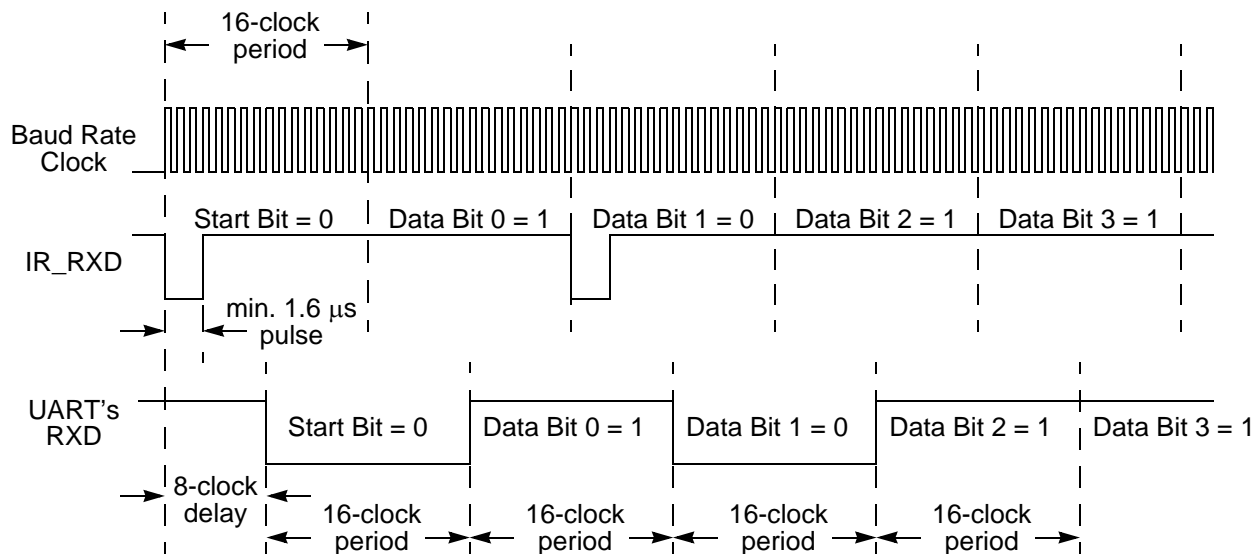 16-clock
period
Baud Rate
Clock
Start Bit = 0
Data Bit 0 = 1
Data Bit 1 = 0
Data Bit 2 = 1
Data Bit 3 = 1
IR_RXD
min. 1.6 μs
pulse
UART's
RXD
Start Bit = 0
Data Bit 0 = 1
Data Bit 1 = 0
Data Bit 2 = 1
Data Bit 3 = 1
8-clock
delay
16-clock
period
16-clock
period
16-clock
period
16-clock
period